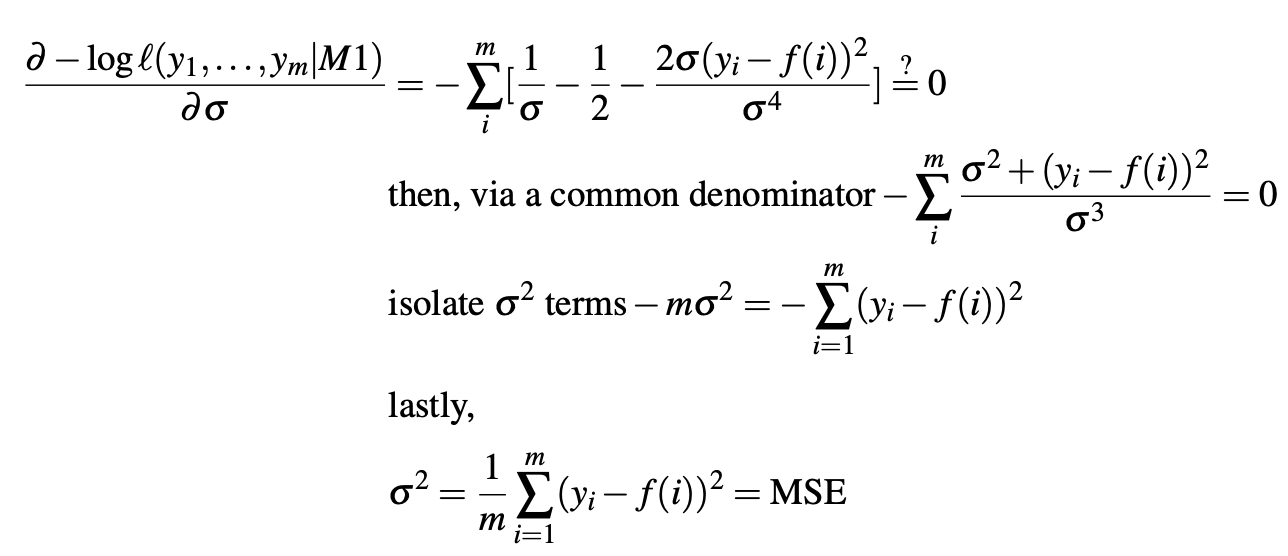 ∂ − log ℓ(y₁,…,yₘ|M1) / ∂σ = − ∑ᵢᵐ [ 1/σ − 1/2 − 2σ(yᵢ − f(i))² / σ⁴ ] ≟ 0
then, via a common denominator − ∑ᵢᵐ (σ² + (yᵢ − f(i))²) / σ³ = 0
isolate σ² terms − mσ² = − ∑ᵢ₌₁ᵐ (yᵢ − f(i))²
lastly,
σ² = 1/m ∑ᵢ₌₁ᵐ (yᵢ − f(i))² = MSE